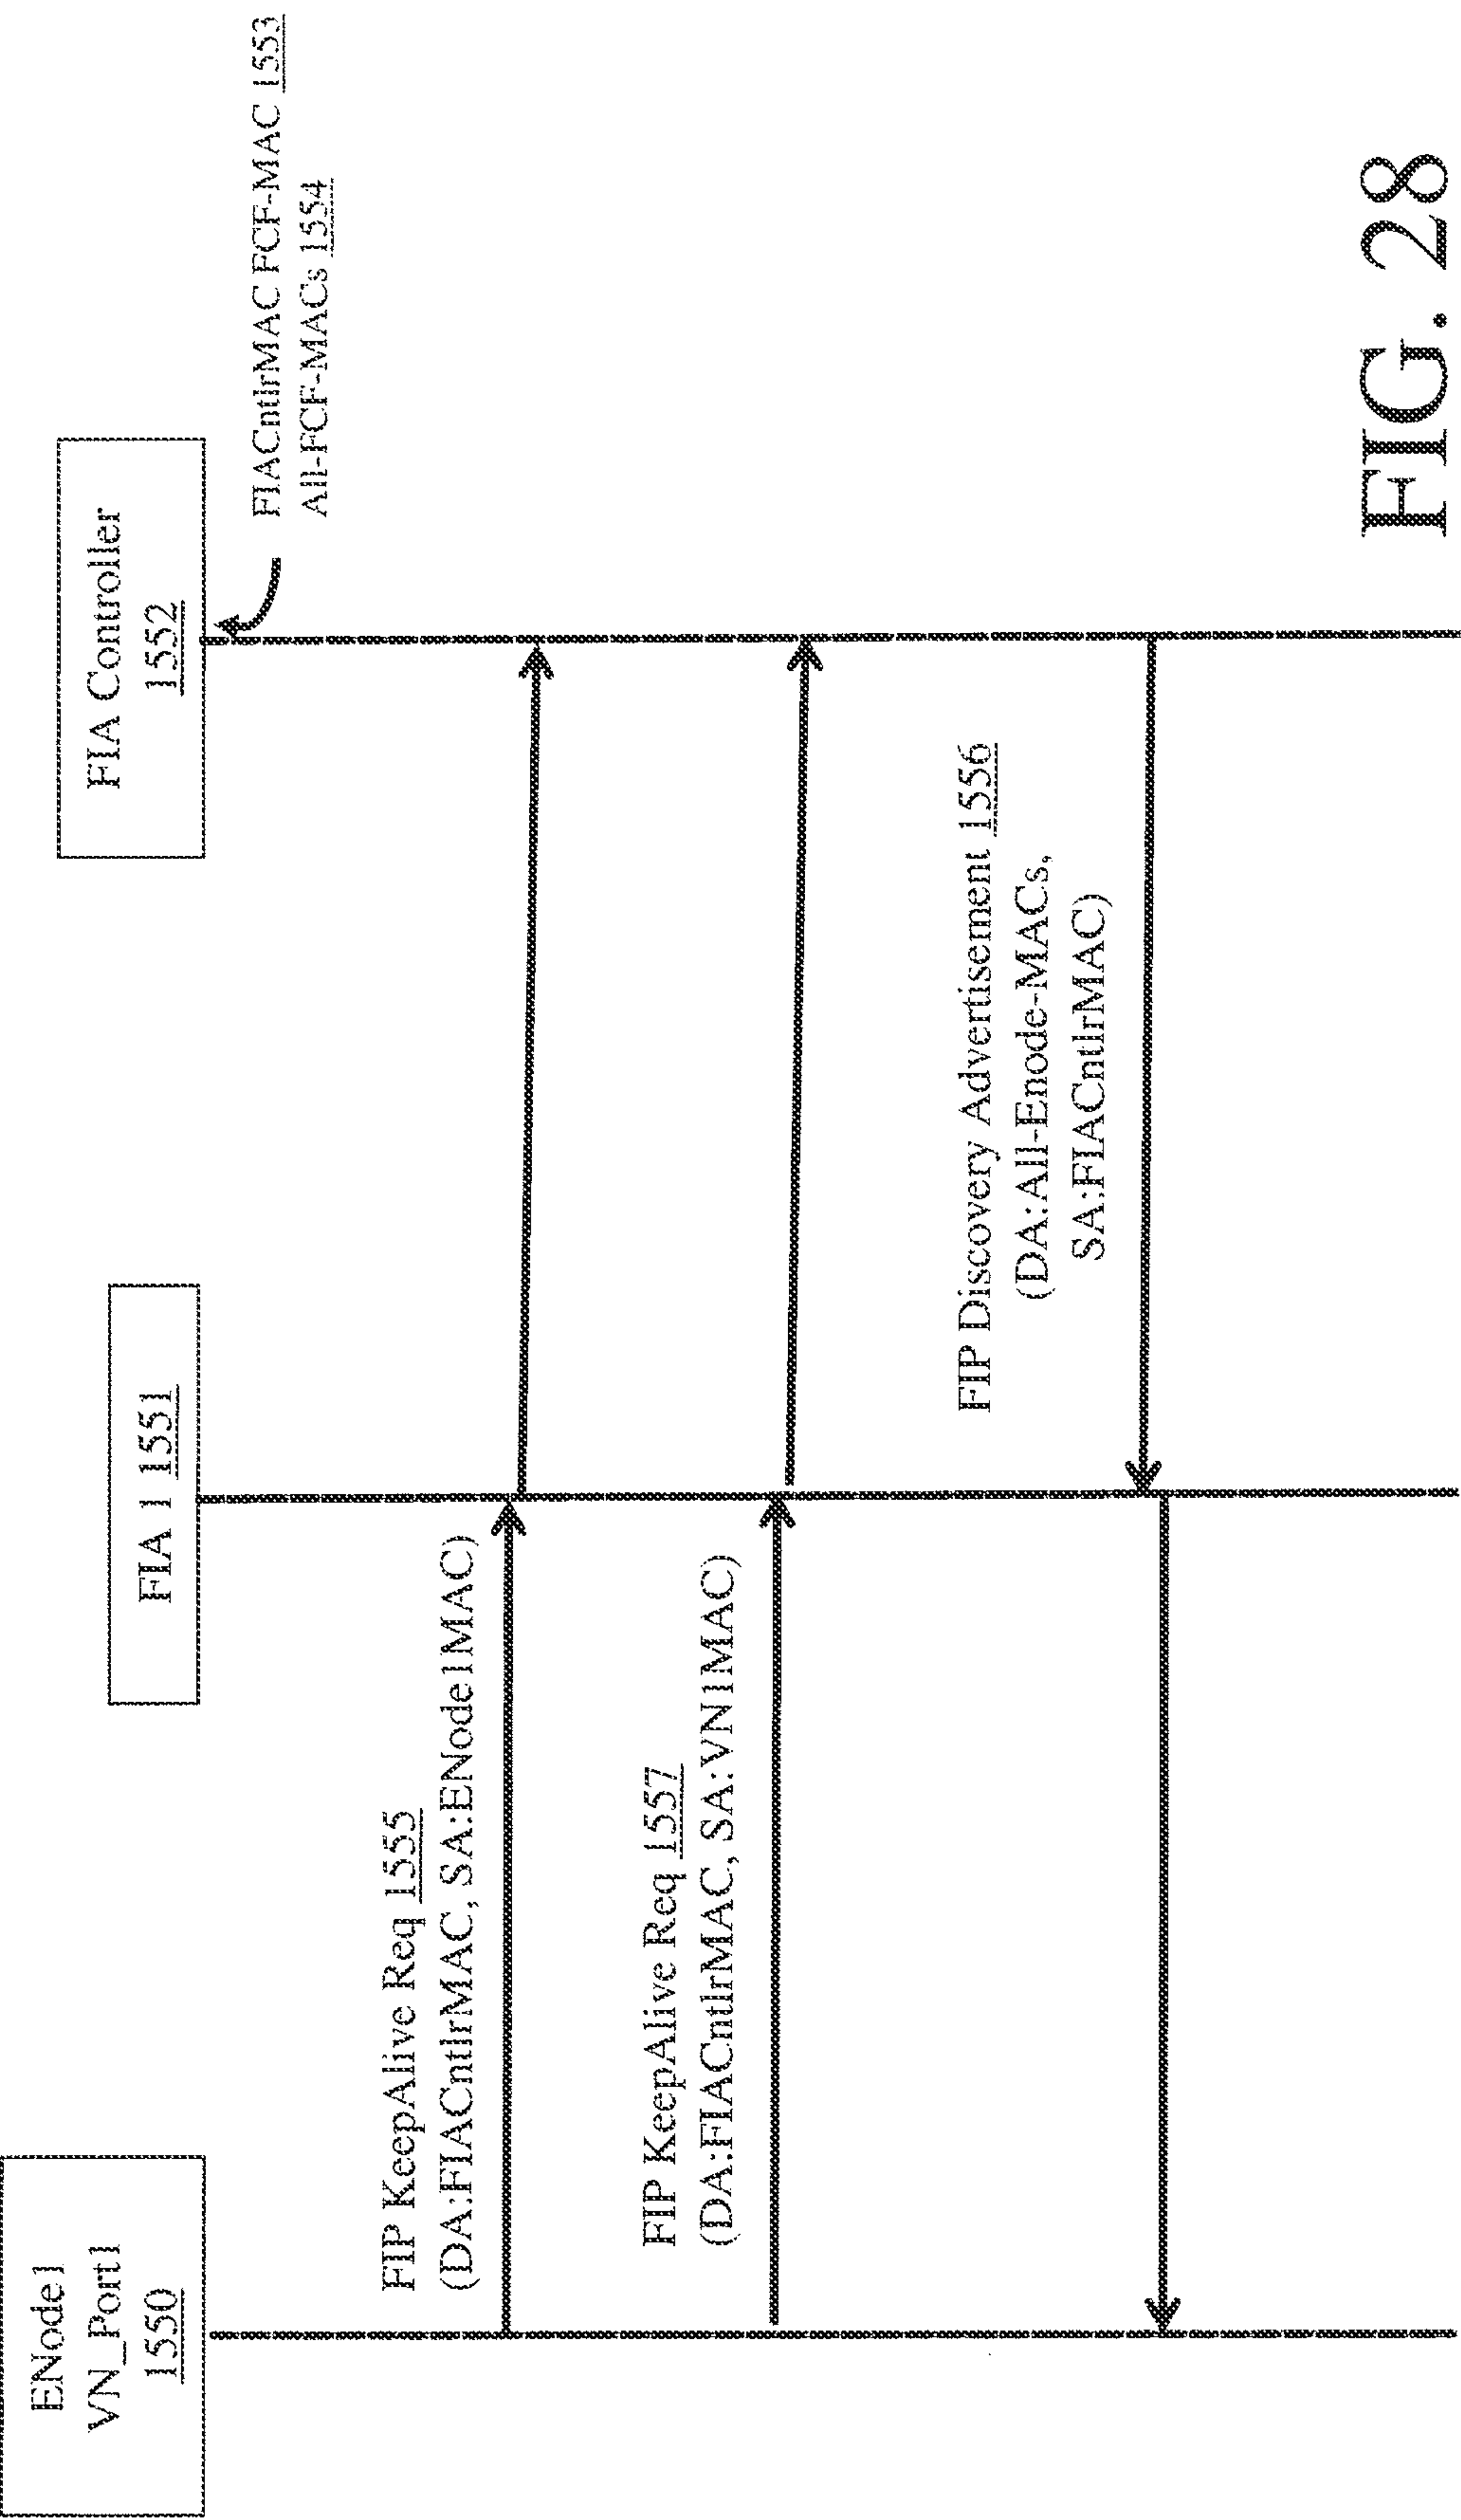 ENode1
VN_Port1
1550
FIA 1 1551
FIA Controller
1552
FIACntlrMAC FCF-MAC 1553
All-FCF-MACs 1554
FIP KeepAlive Req 1555
(DA:FIACntlrMAC, SA:ENode1MAC)
FIP KeepAlive Req 1557
(DA:FIACntlrMAC, SA:VN1MAC)
FIP Discovery Advertisement 1556
(DA:All-Enode-MACs,
SA:FIACntlrMAC)
FIG. 28